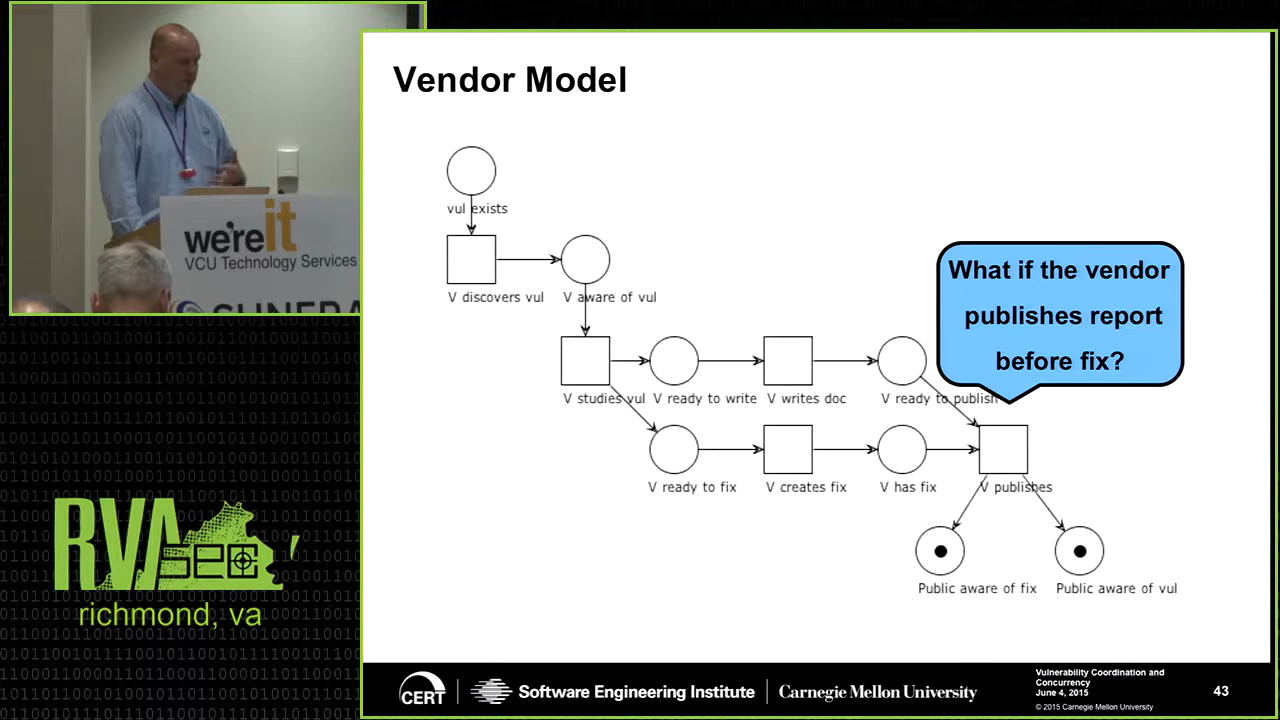 Vendor Model
vul exists
V discovers vul
V aware of vul
What if the vendor
publishes report
before fix?
V studies vul
V ready to write
V writes doc
V ready to publish
V ready to fix
V creates fix
V has fix
V publishes
Public aware of fix
Public aware of vul
we're it
VCU Technology Services
RVA
sec
richmond, va
CERT
Software Engineering Institute
Carnegie Mellon University
Vulnerability Coordination and
Concurrency
June 4, 2015
© 2015 Carnegie Mellon University
43